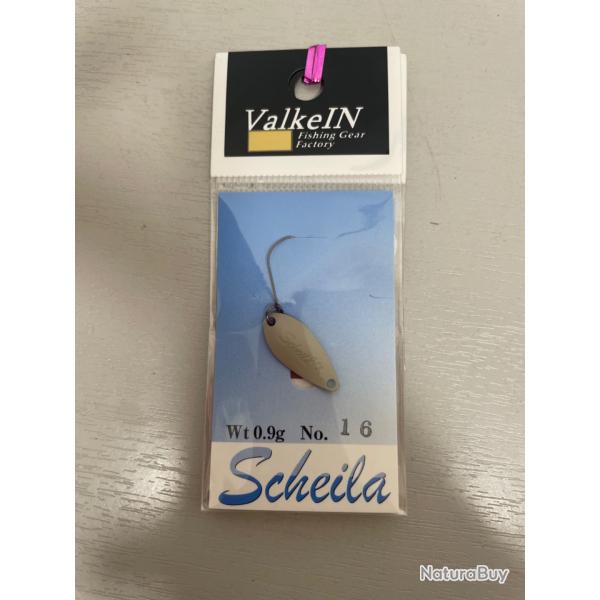 ValkeIN
Fishing Gear
Factory
Wt 0.9g No. 16
Scheila
NaturaBuy